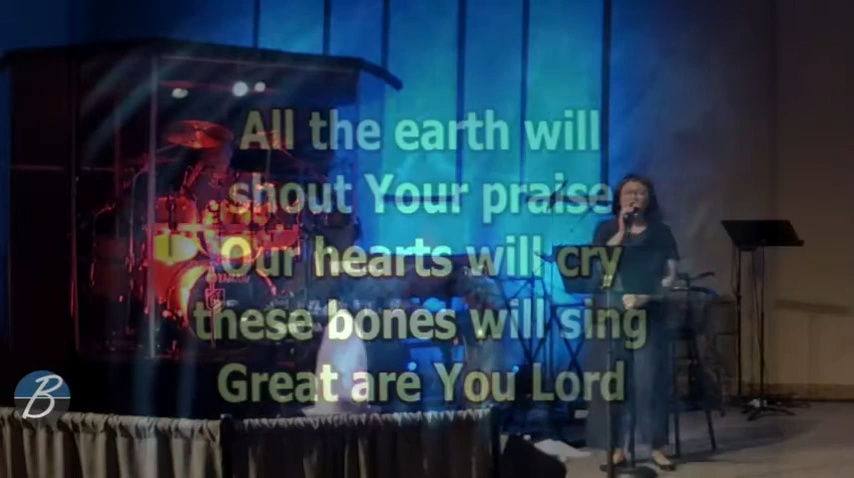 All the earth will
shout Your praise
Our hearts will cry
these bones will sing
Great are You Lord
B